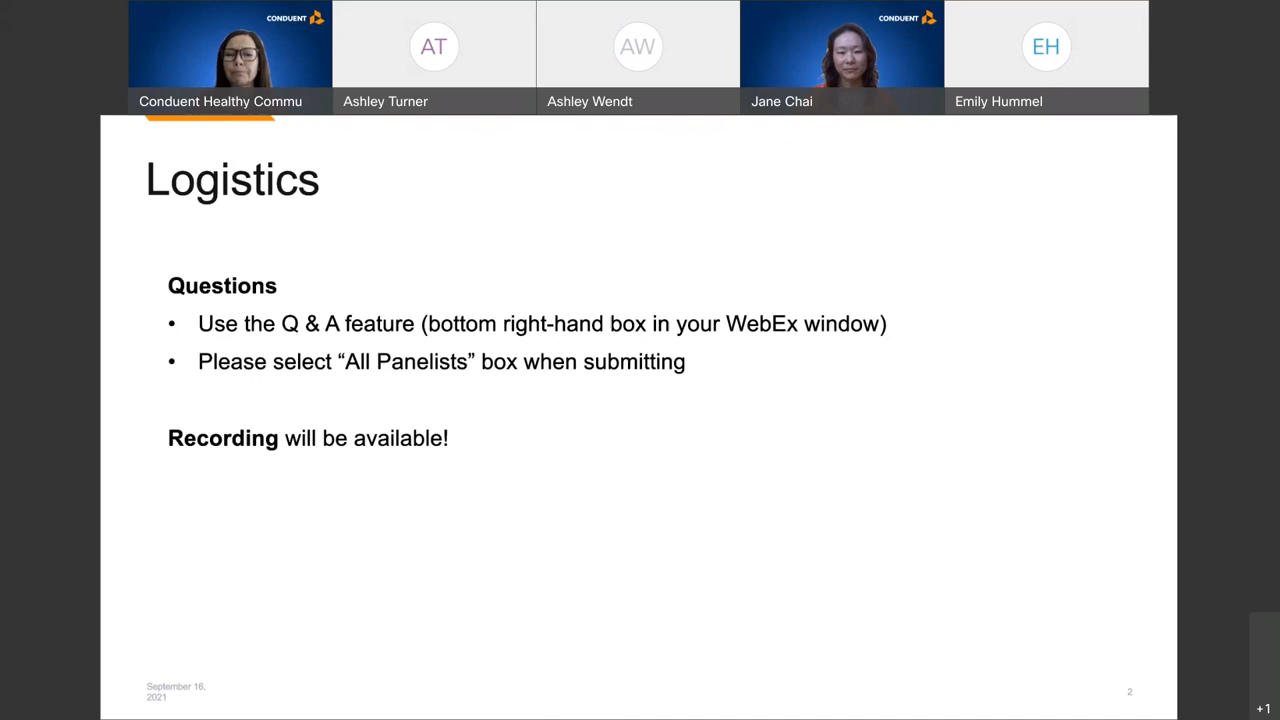 CONDUENT
CONDUENT
AT
AW
EH
Conduent Healthy Commu
Ashley Turner
Ashley Wendt
Jane Chai
Emily Hummel
Logistics
Questions
• Use the Q & A feature (bottom right-hand box in your WebEx window)
• Please select “All Panelists” box when submitting
Recording will be available!
September 16,
2021
2
+1